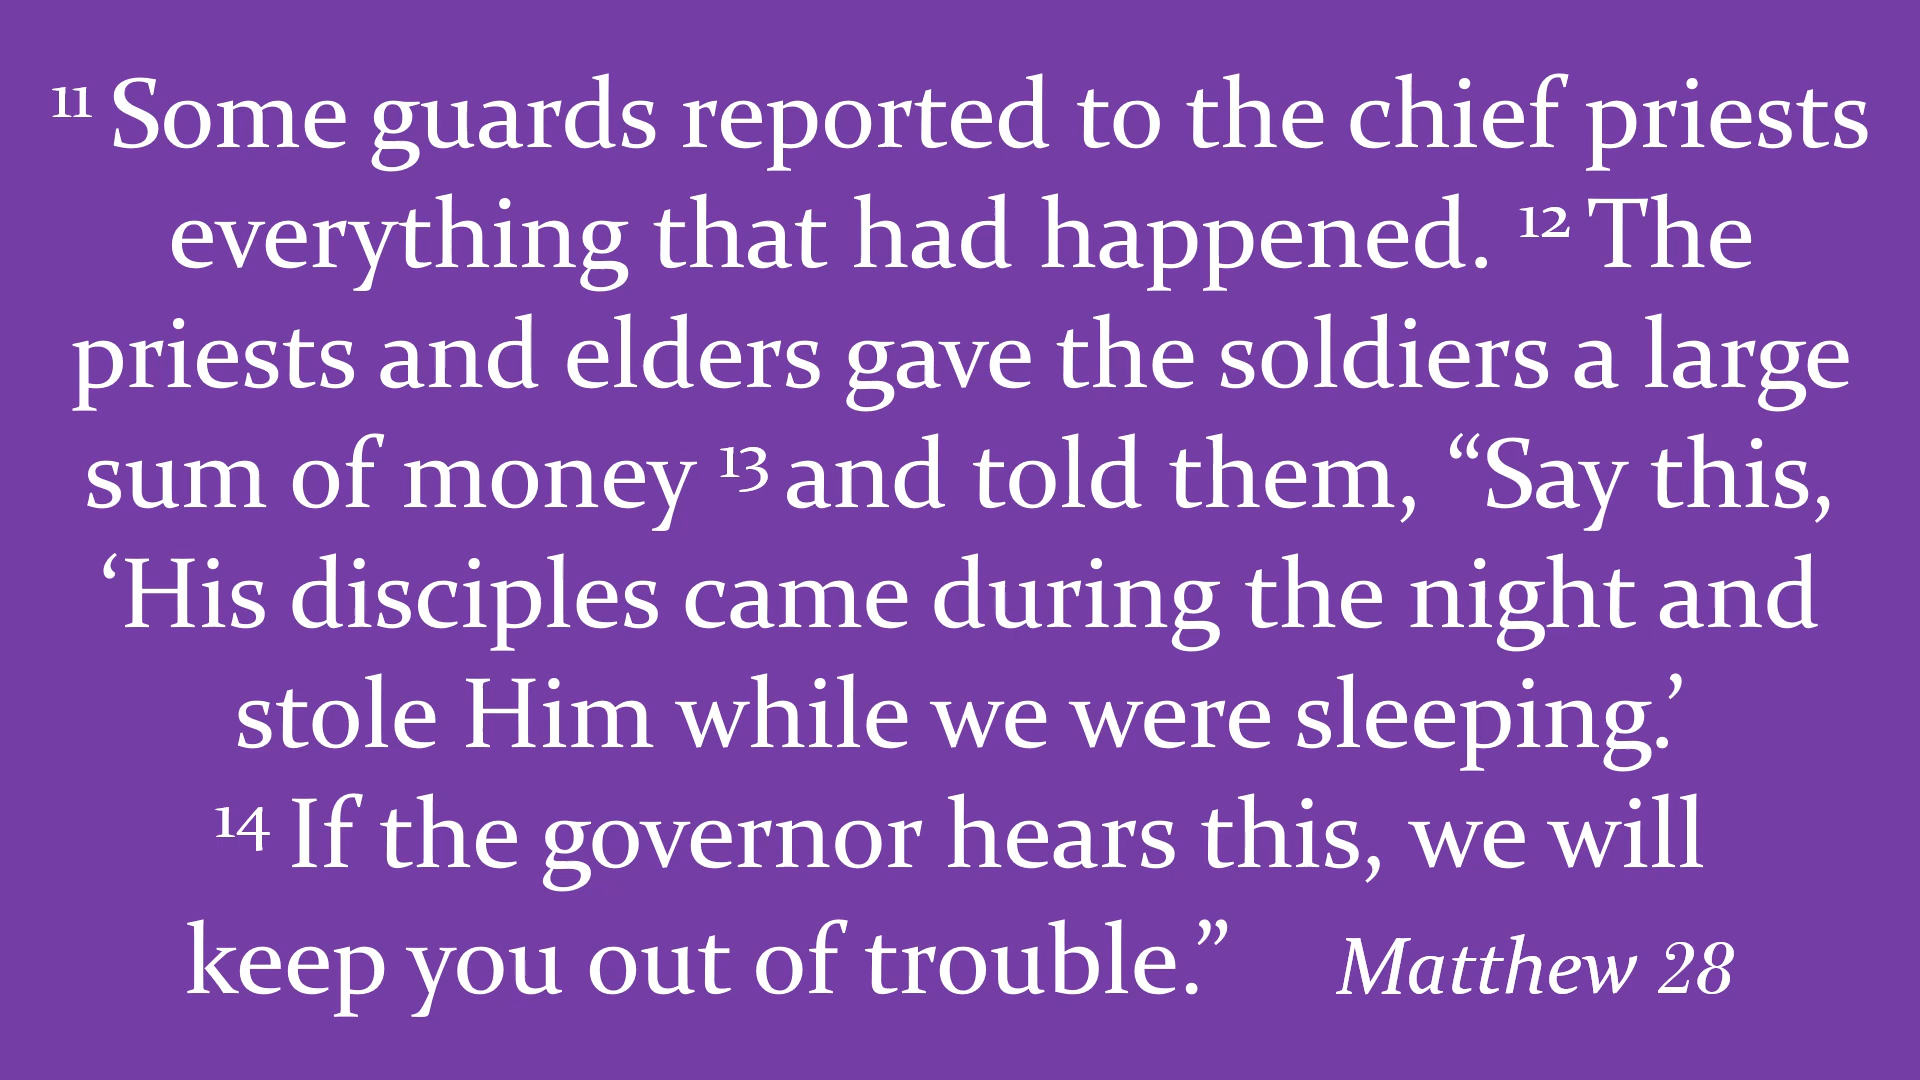 ¹¹ Some guards reported to the chief priests
everything that had happened. ¹² The
priests and elders gave the soldiers a large
sum of money ¹³ and told them, “Say this,
‘His disciples came during the night and
stole Him while we were sleeping.’
¹⁴ If the governor hears this, we will
keep you out of trouble.” Matthew 28